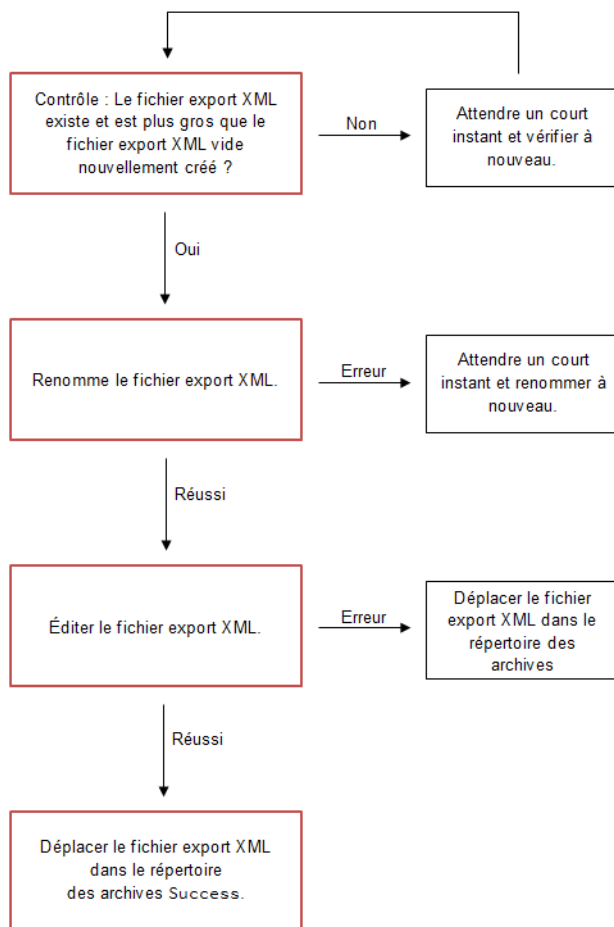 Contrôle : Le fichier export XML
existe et est plus gros que le
fichier export XML vide
nouvellement créé ?
Non
Attendre un court
instant et vérifier à
nouveau.
Oui
Renomme le fichier export XML.
Erreur
Attendre un court
instant et renommer à
nouveau.
Réussi
Éditer le fichier export XML.
Erreur
Déplacer le fichier
export XML dans le
répertoire des
archives
Réussi
Déplacer le fichier export XML
dans le répertoire
des archives Success.